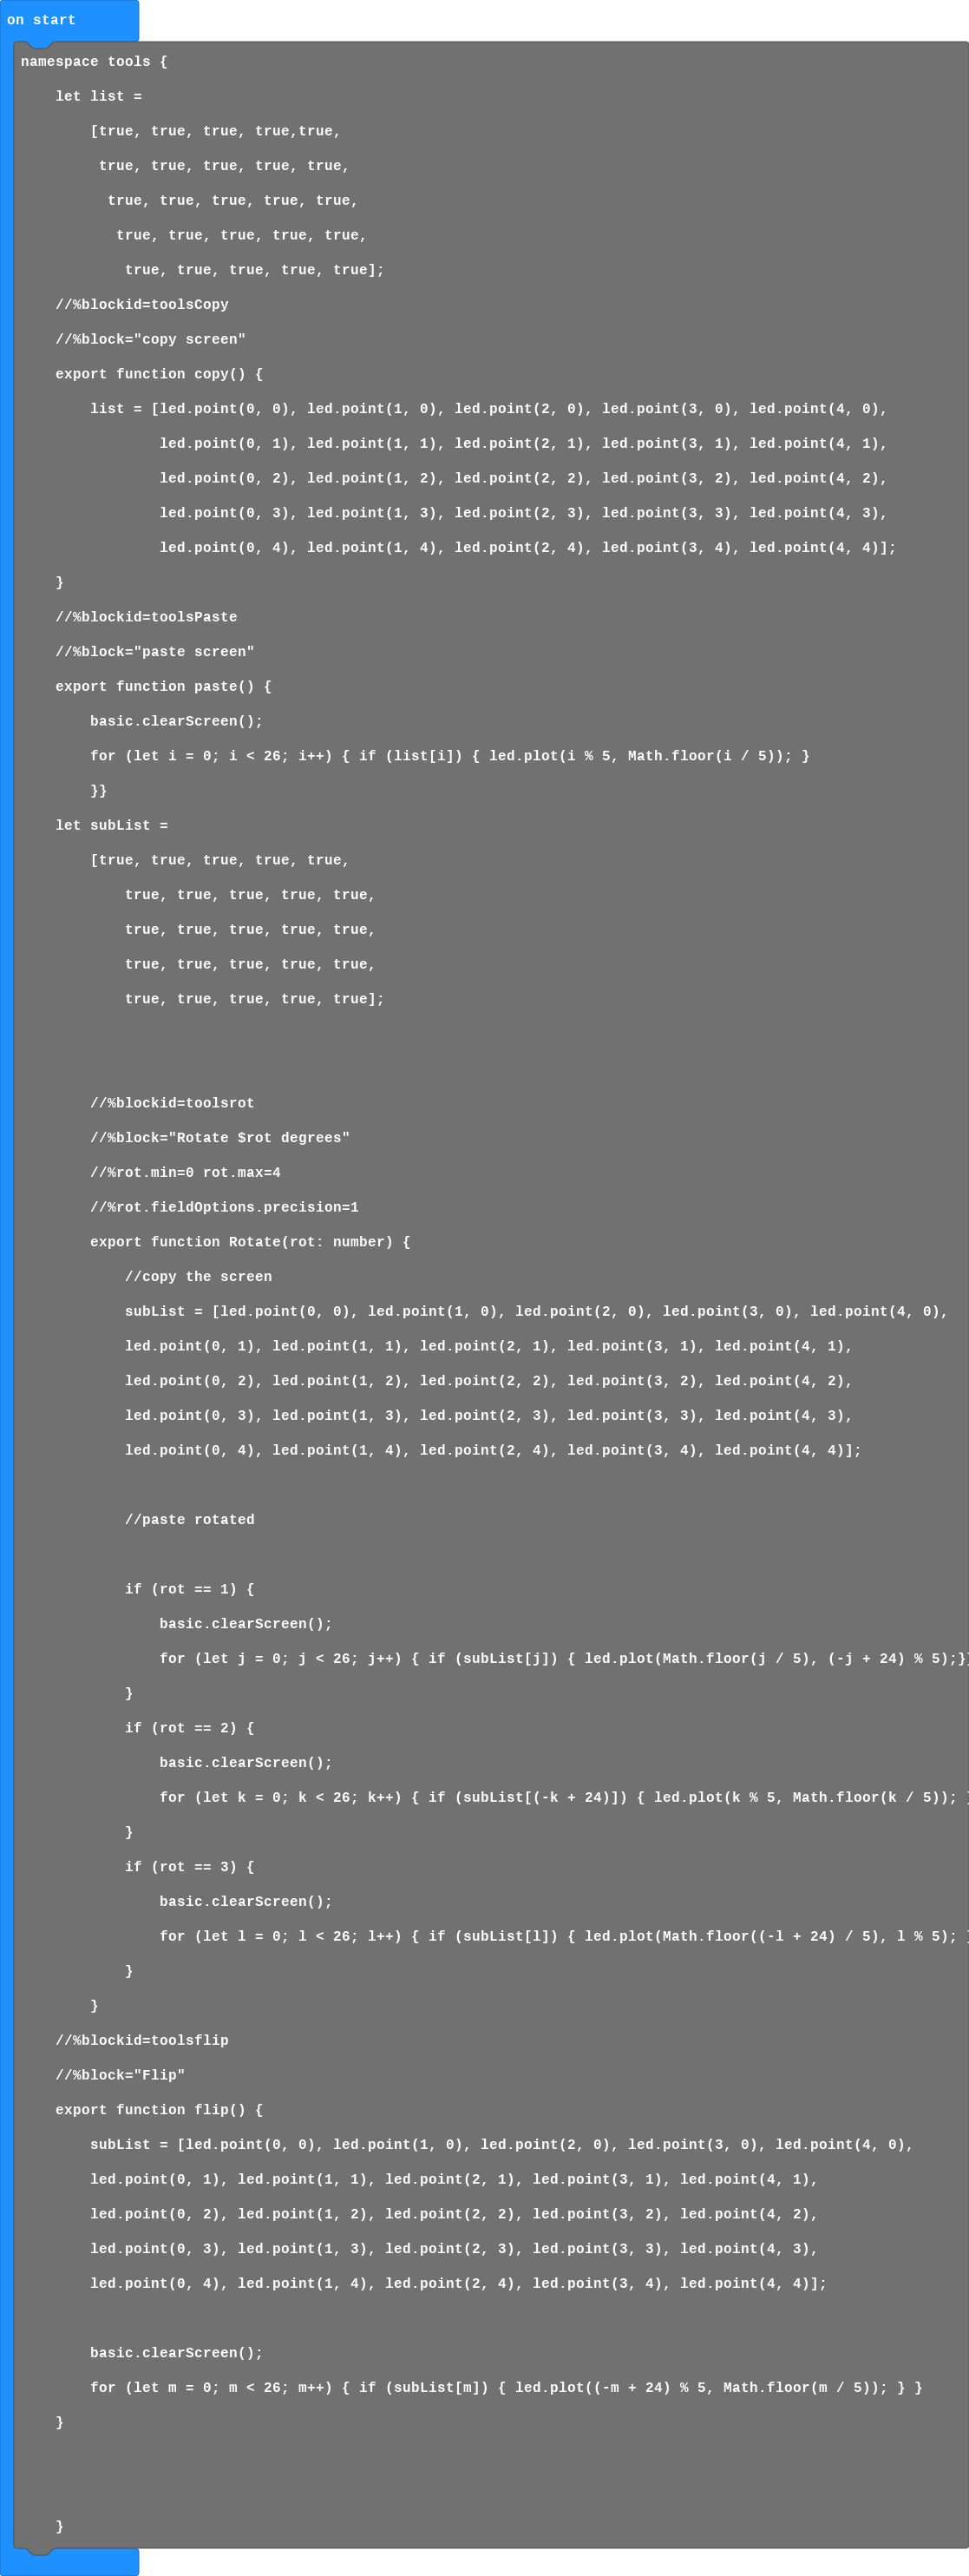 on start
namespace tools {
let list =
[true, true, true, true,true,
true, true, true, true, true,
true, true, true, true, true,
true, true, true, true, true,
true, true, true, true, true];
//%blockid=toolsCopy
//%block="copy screen"
export function copy() {
list = [led.point(0, 0), led.point(1, 0), led.point(2, 0), led.point(3, 0), led.point(4, 0),
led.point(0, 1), led.point(1, 1), led.point(2, 1), led.point(3, 1), led.point(4, 1),
led.point(0, 2), led.point(1, 2), led.point(2, 2), led.point(3, 2), led.point(4, 2),
led.point(0, 3), led.point(1, 3), led.point(2, 3), led.point(3, 3), led.point(4, 3),
led.point(0, 4), led.point(1, 4), led.point(2, 4), led.point(3, 4), led.point(4, 4)];
}
//%blockid=toolsPaste
//%block="paste screen"
export function paste() {
basic.clearScreen();
for (let i = 0; i < 26; i++) { if (list[i]) { led.plot(i % 5, Math.floor(i / 5)); }
}}
let subList =
[true, true, true, true, true,
true, true, true, true, true,
true, true, true, true, true,
true, true, true, true, true,
true, true, true, true, true];
//%blockid=toolsrot
//%block="Rotate $rot degrees"
//%rot.min=0 rot.max=4
//%rot.fieldOptions.precision=1
export function Rotate(rot: number) {
//copy the screen
subList = [led.point(0, 0), led.point(1, 0), led.point(2, 0), led.point(3, 0), led.point(4, 0),
led.point(0, 1), led.point(1, 1), led.point(2, 1), led.point(3, 1), led.point(4, 1),
led.point(0, 2), led.point(1, 2), led.point(2, 2), led.point(3, 2), led.point(4, 2),
led.point(0, 3), led.point(1, 3), led.point(2, 3), led.point(3, 3), led.point(4, 3),
led.point(0, 4), led.point(1, 4), led.point(2, 4), led.point(3, 4), led.point(4, 4)];
//paste rotated
if (rot == 1) {
basic.clearScreen();
for (let j = 0; j < 26; j++) { if (subList[j]) { led.plot(Math.floor(j / 5), (-j + 24) % 5);}}
}
if (rot == 2) {
basic.clearScreen();
for (let k = 0; k < 26; k++) { if (subList[(-k + 24)]) { led.plot(k % 5, Math.floor(k / 5)); }
}
if (rot == 3) {
basic.clearScreen();
for (let l = 0; l < 26; l++) { if (subList[l]) { led.plot(Math.floor((-l + 24) / 5), l % 5); }
}
}
//%blockid=toolsflip
//%block="Flip"
export function flip() {
subList = [led.point(0, 0), led.point(1, 0), led.point(2, 0), led.point(3, 0), led.point(4, 0),
led.point(0, 1), led.point(1, 1), led.point(2, 1), led.point(3, 1), led.point(4, 1),
led.point(0, 2), led.point(1, 2), led.point(2, 2), led.point(3, 2), led.point(4, 2),
led.point(0, 3), led.point(1, 3), led.point(2, 3), led.point(3, 3), led.point(4, 3),
led.point(0, 4), led.point(1, 4), led.point(2, 4), led.point(3, 4), led.point(4, 4)];
basic.clearScreen();
for (let m = 0; m < 26; m++) { if (subList[m]) { led.plot((-m + 24) % 5, Math.floor(m / 5)); } }
}
}